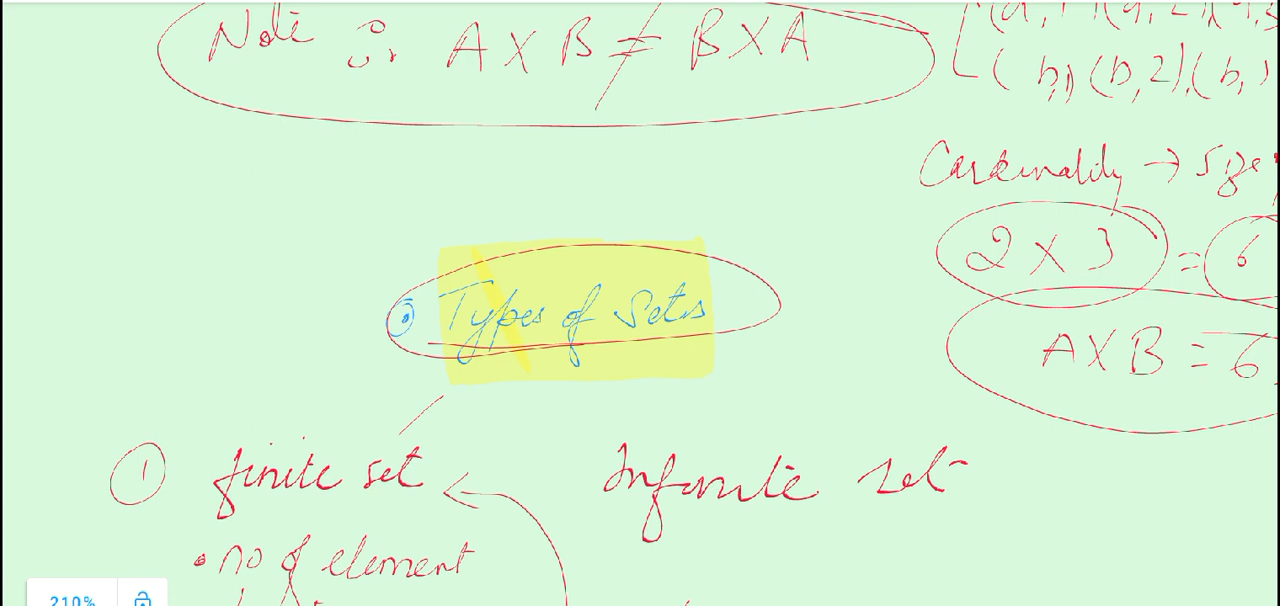 Note :- A X B ≠ B X A
(b,1) (b,2), (b,
Cardinality → Size
2 X 3 = 6
A X B = 6
Types of Sets
① finite set
Infinite set
• no of element
210%